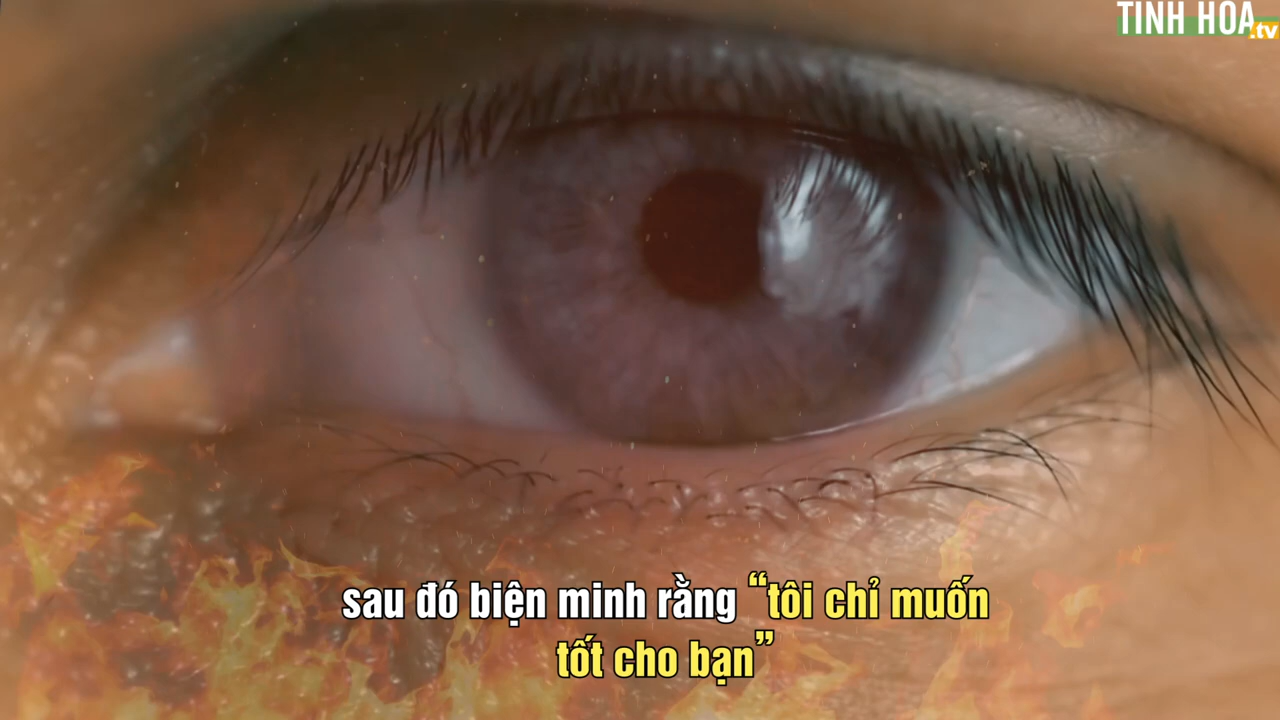 TINH HOA
.tv
sau đó biện minh rằng “tôi chỉ muốn
tốt cho bạn”